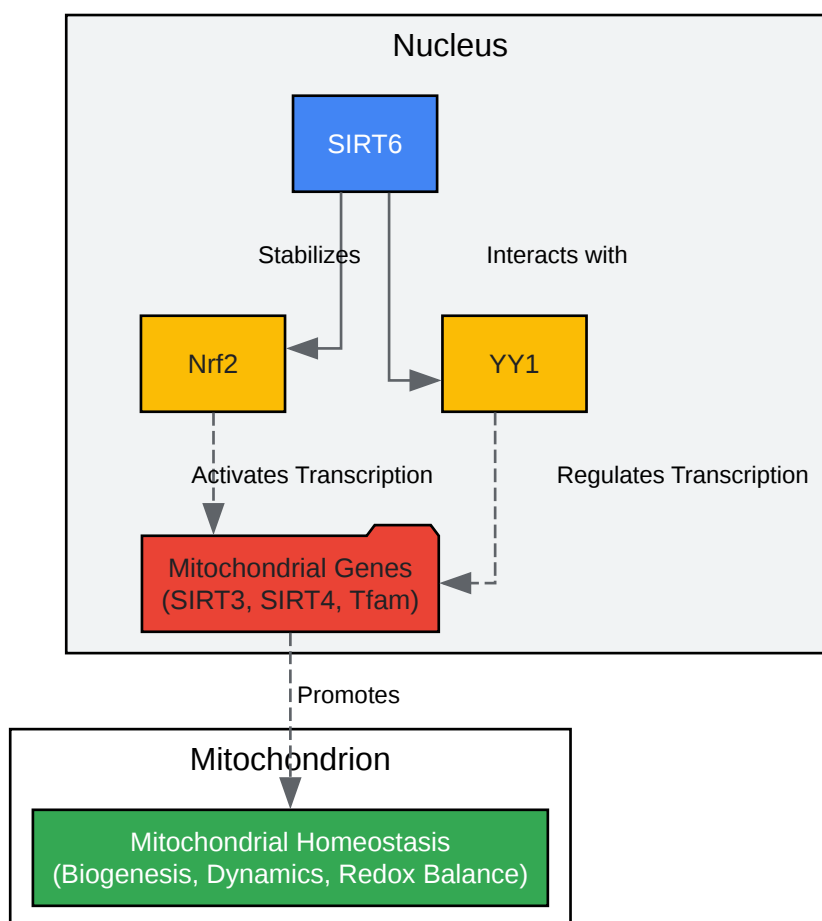 Nucleus
SIRT6
Stabilizes
Interacts with
Nrf2
YY1
Activates Transcription
Regulates Transcription
Mitochondrial Genes
(SIRT3, SIRT4, Tfam)
Promotes
Mitochondrion
Mitochondrial Homeostasis
(Biogenesis, Dynamics, Redox Balance)